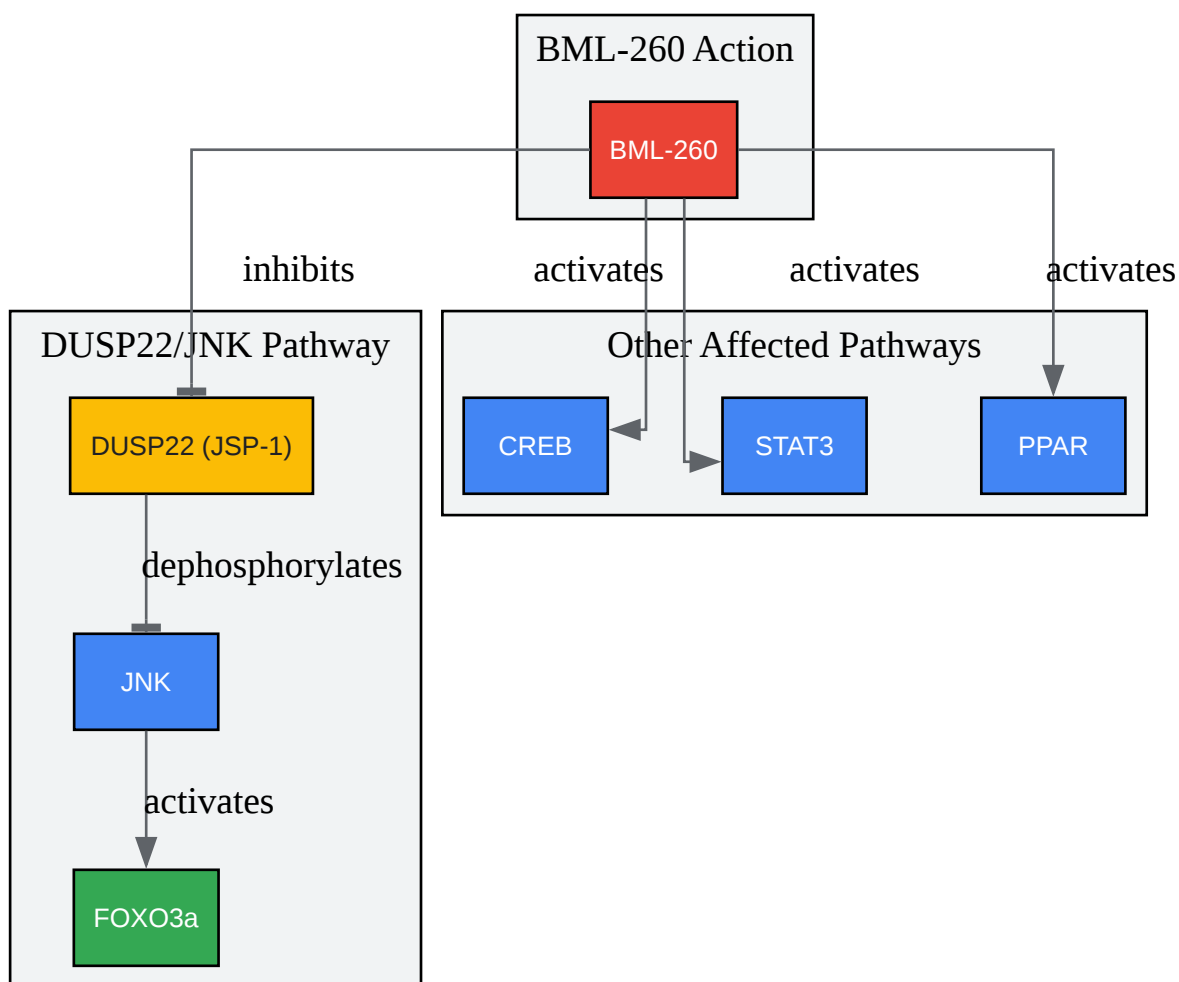 BML-260 Action
BML-260
inhibits
activates
activates
activates
DUSP22/JNK Pathway
Other Affected Pathways
DUSP22 (JSP-1)
CREB
STAT3
PPAR
dephosphorylates
JNK
activates
FOXO3a